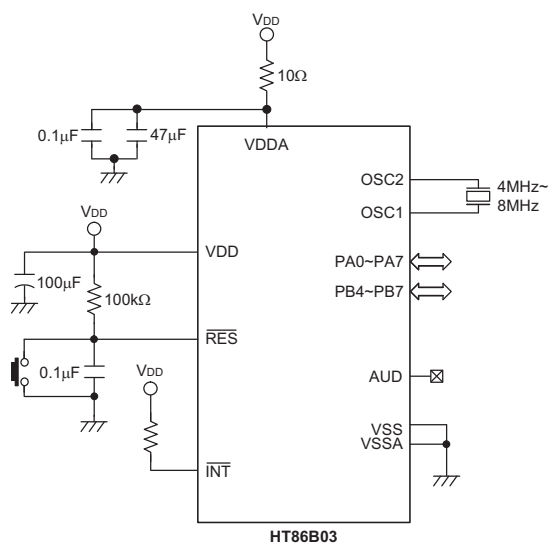 VDD
10Ω
0.1μF
47μF
VDDA
OSC2
OSC1
4MHz~
8MHz
VDD
VDD
100μF
100kΩ
PA0~PA7
PB4~PB7
RES
0.1μF
VDD
AUD
INT
VSS
VSSA
HT86B03